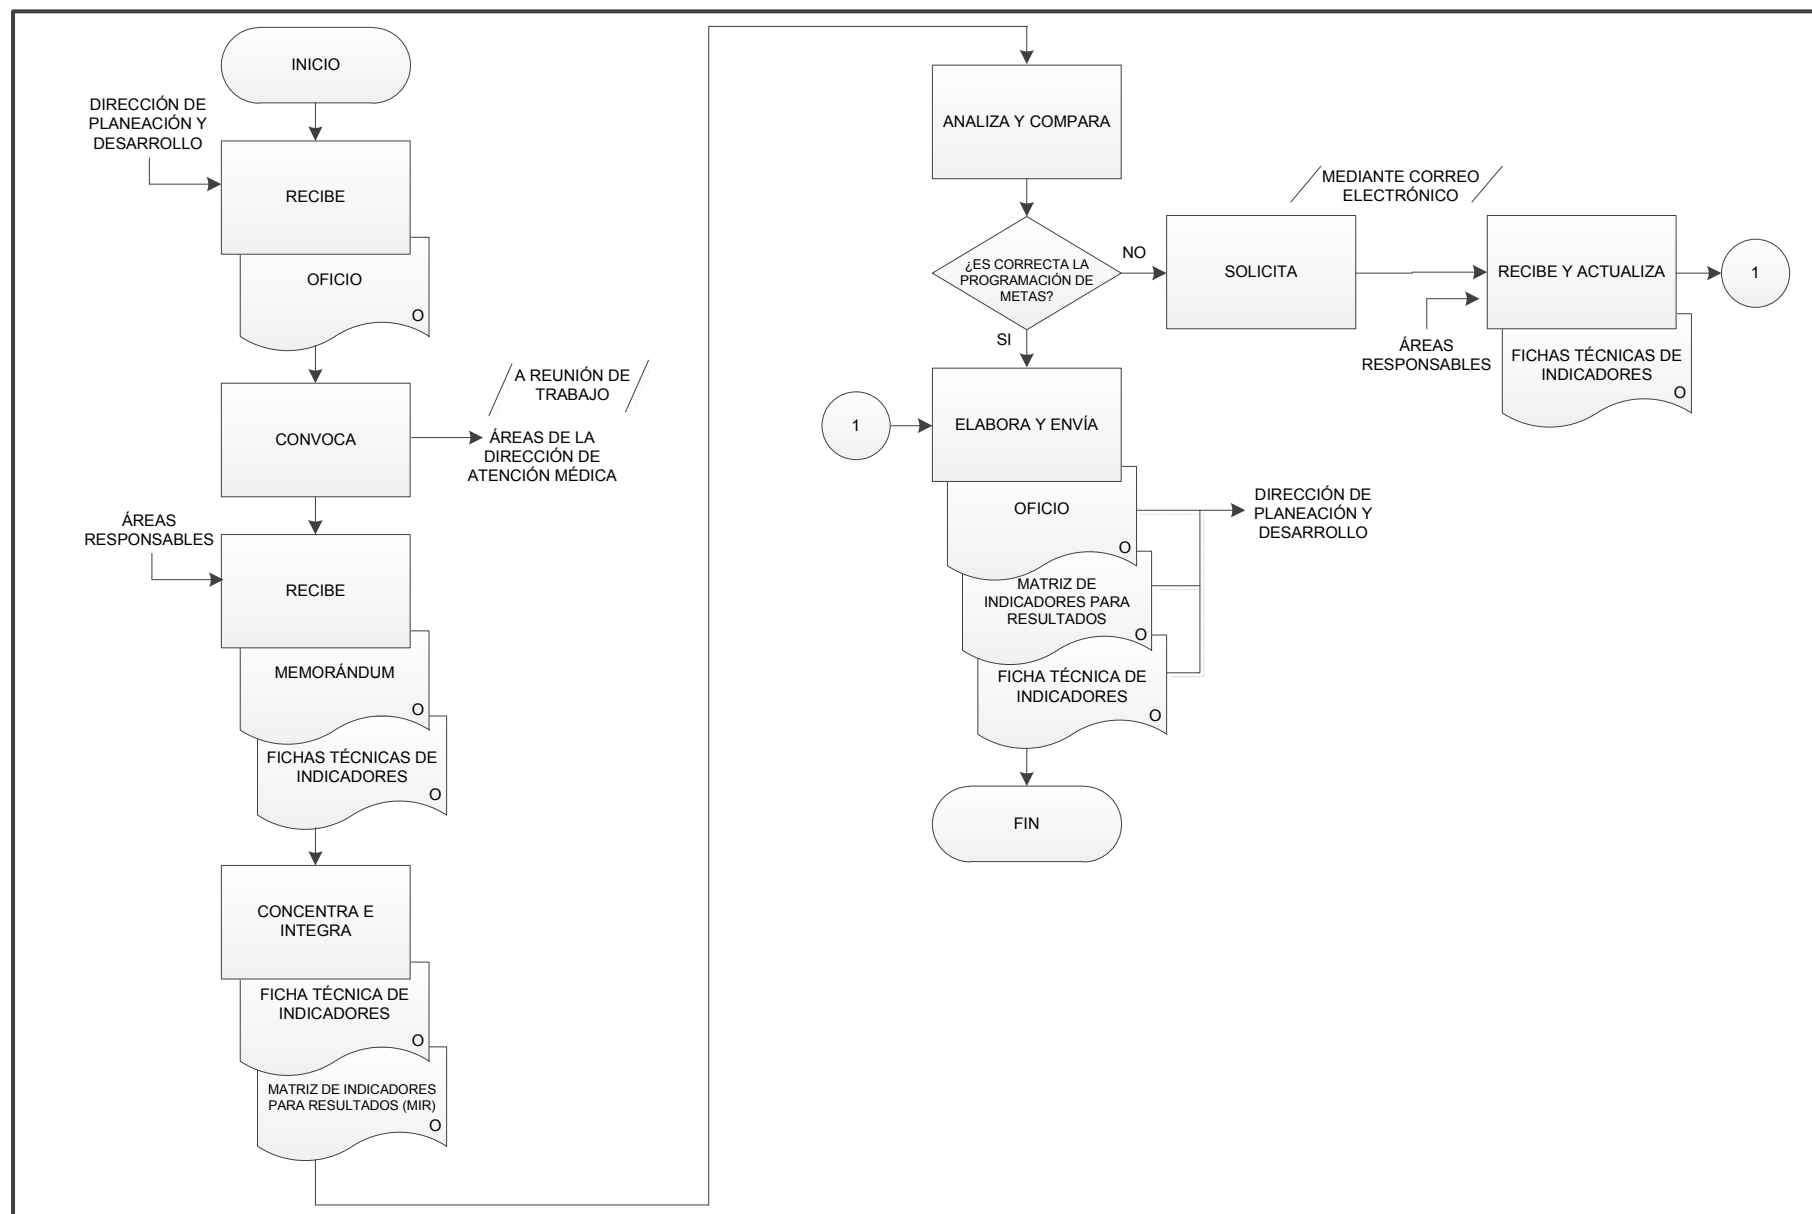 INICIO
DIRECCIÓN DE
PLANEACIÓN Y
DESARROLLO
RECIBE
OFICIO
O
A REUNIÓN DE
TRABAJO
CONVOCA
ÁREAS DE LA
DIRECCIÓN DE
ATENCIÓN MÉDICA
ÁREAS
RESPONSABLES
RECIBE
MEMORÁNDUM
O
FICHAS TÉCNICAS DE
INDICADORES
O
CONCENTRA E
INTEGRA
FICHA TÉCNICA DE
INDICADORES
O
MATRIZ DE INDICADORES
PARA RESULTADOS (MIR)
O
ANALIZA Y COMPARA
¿ES CORRECTA LA
PROGRAMACIÓN DE
METAS?
NO
SOLICITA
MEDIANTE CORREO
ELECTRÓNICO
RECIBE Y ACTUALIZA
1
ÁREAS
RESPONSABLES
FICHAS TÉCNICAS DE
INDICADORES
O
SI
1
ELABORA Y ENVÍA
OFICIO
O
DIRECCIÓN DE
PLANEACIÓN Y
DESARROLLO
MATRIZ DE
INDICADORES PARA
RESULTADOS
O
FICHA TÉCNICA DE
INDICADORES
O
FIN